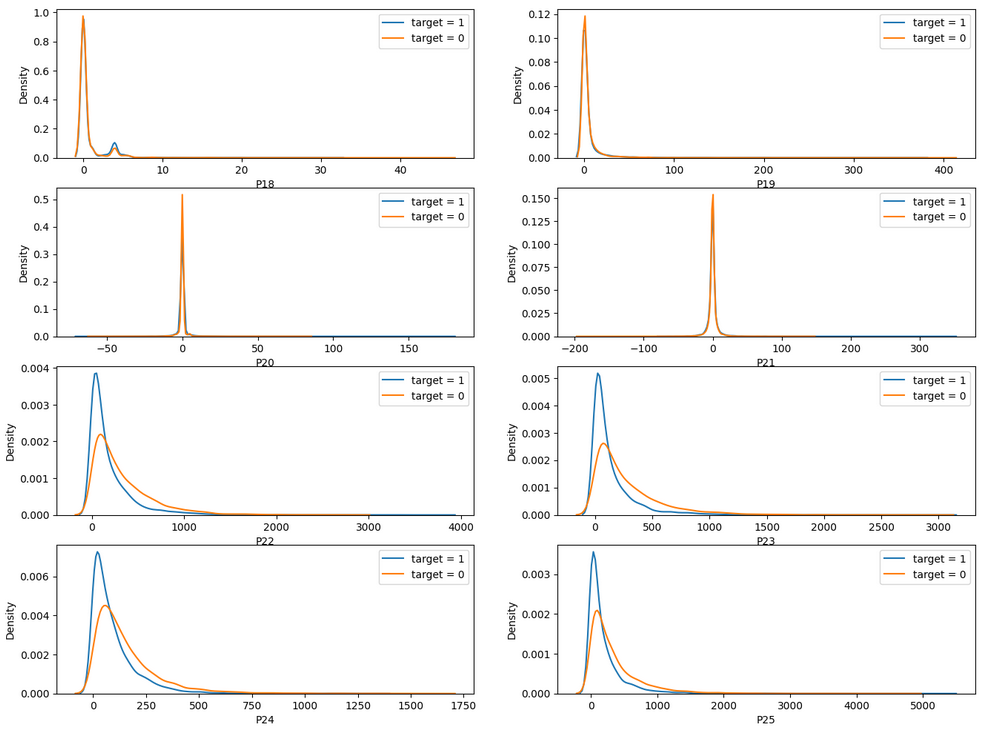 1.0
0.8
0.6
0.4
0.2
0.0
Density
0 10 20 30 40
P18
target = 1
target = 0
0.12
0.10
0.08
0.06
0.04
0.02
0.00
Density
0 100 200 300 400
P19
target = 1
target = 0
0.5
0.4
0.3
0.2
0.1
0.0
Density
−50 0 50 100 150
P20
target = 1
target = 0
0.150
0.125
0.100
0.075
0.050
0.025
0.000
Density
−200 −100 0 100 200 300
P21
target = 1
target = 0
0.004
0.003
0.002
0.001
0.000
Density
0 1000 2000 3000 4000
P22
target = 1
target = 0
0.005
0.004
0.003
0.002
0.001
0.000
Density
0 500 1000 1500 2000 2500 3000
P23
target = 1
target = 0
0.006
0.004
0.002
0.000
Density
0 250 500 750 1000 1250 1500 1750
P24
target = 1
target = 0
0.003
0.002
0.001
0.000
Density
0 1000 2000 3000 4000 5000
P25
target = 1
target = 0